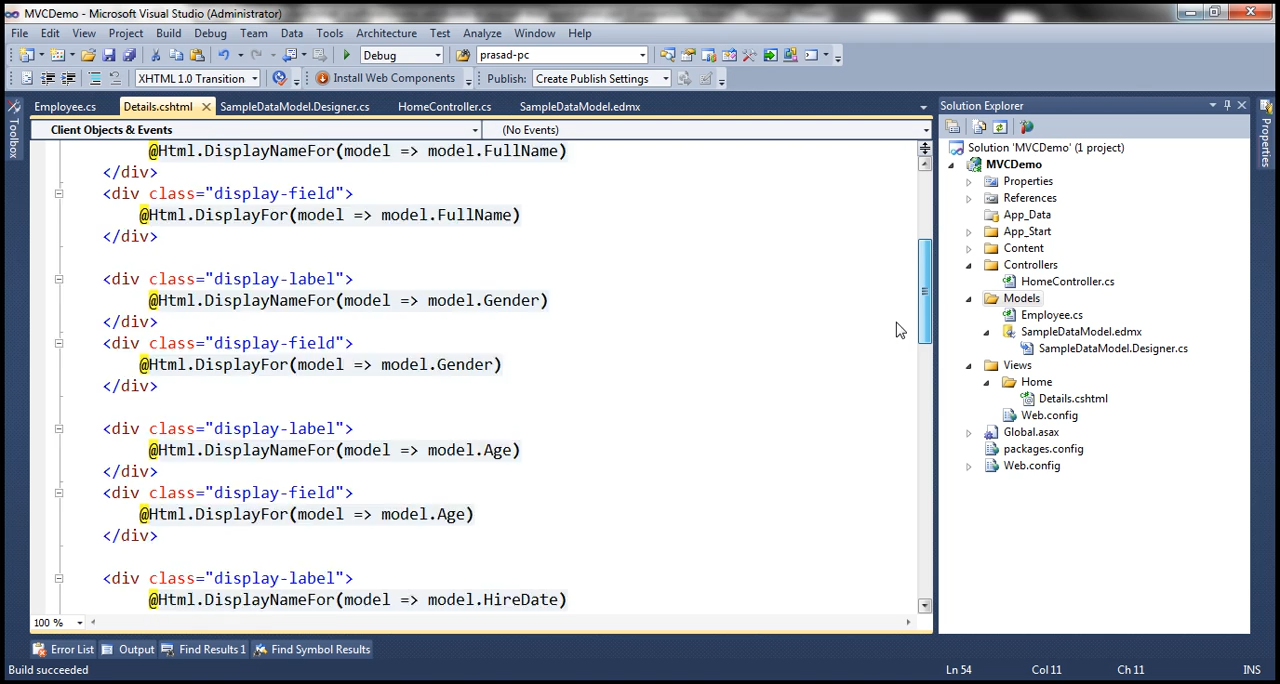 MVCDemo - Microsoft Visual Studio (Administrator)
File Edit View Project Build Debug Team Data Tools Architecture Test Analyze Window Help
Debug prasad-pc
XHTML 1.0 Transition Install Web Components Publish: Create Publish Settings
Toolbox
Employee.cs Details.cshtml SampleDataModel.Designer.cs HomeController.cs SampleDataModel.edmx
Client Objects & Events (No Events)
@Html.DisplayNameFor(model => model.FullName)
</div>
<div class="display-field">
@Html.DisplayFor(model => model.FullName)
</div>
<div class="display-label">
@Html.DisplayNameFor(model => model.Gender)
</div>
<div class="display-field">
@Html.DisplayFor(model => model.Gender)
</div>
<div class="display-label">
@Html.DisplayNameFor(model => model.Age)
</div>
<div class="display-field">
@Html.DisplayFor(model => model.Age)
</div>
<div class="display-label">
@Html.DisplayNameFor(model => model.HireDate)
100 %
Solution Explorer
Solution 'MVCDemo' (1 project)
MVCDemo
Properties
References
App_Data
App_Start
Content
Controllers
HomeController.cs
Models
Employee.cs
SampleDataModel.edmx
SampleDataModel.Designer.cs
Views
Home
Details.cshtml
Web.config
Global.asax
packages.config
Web.config
Properties
Error List Output Find Results 1 Find Symbol Results
Build succeeded Ln 54 Col 11 Ch 11 INS